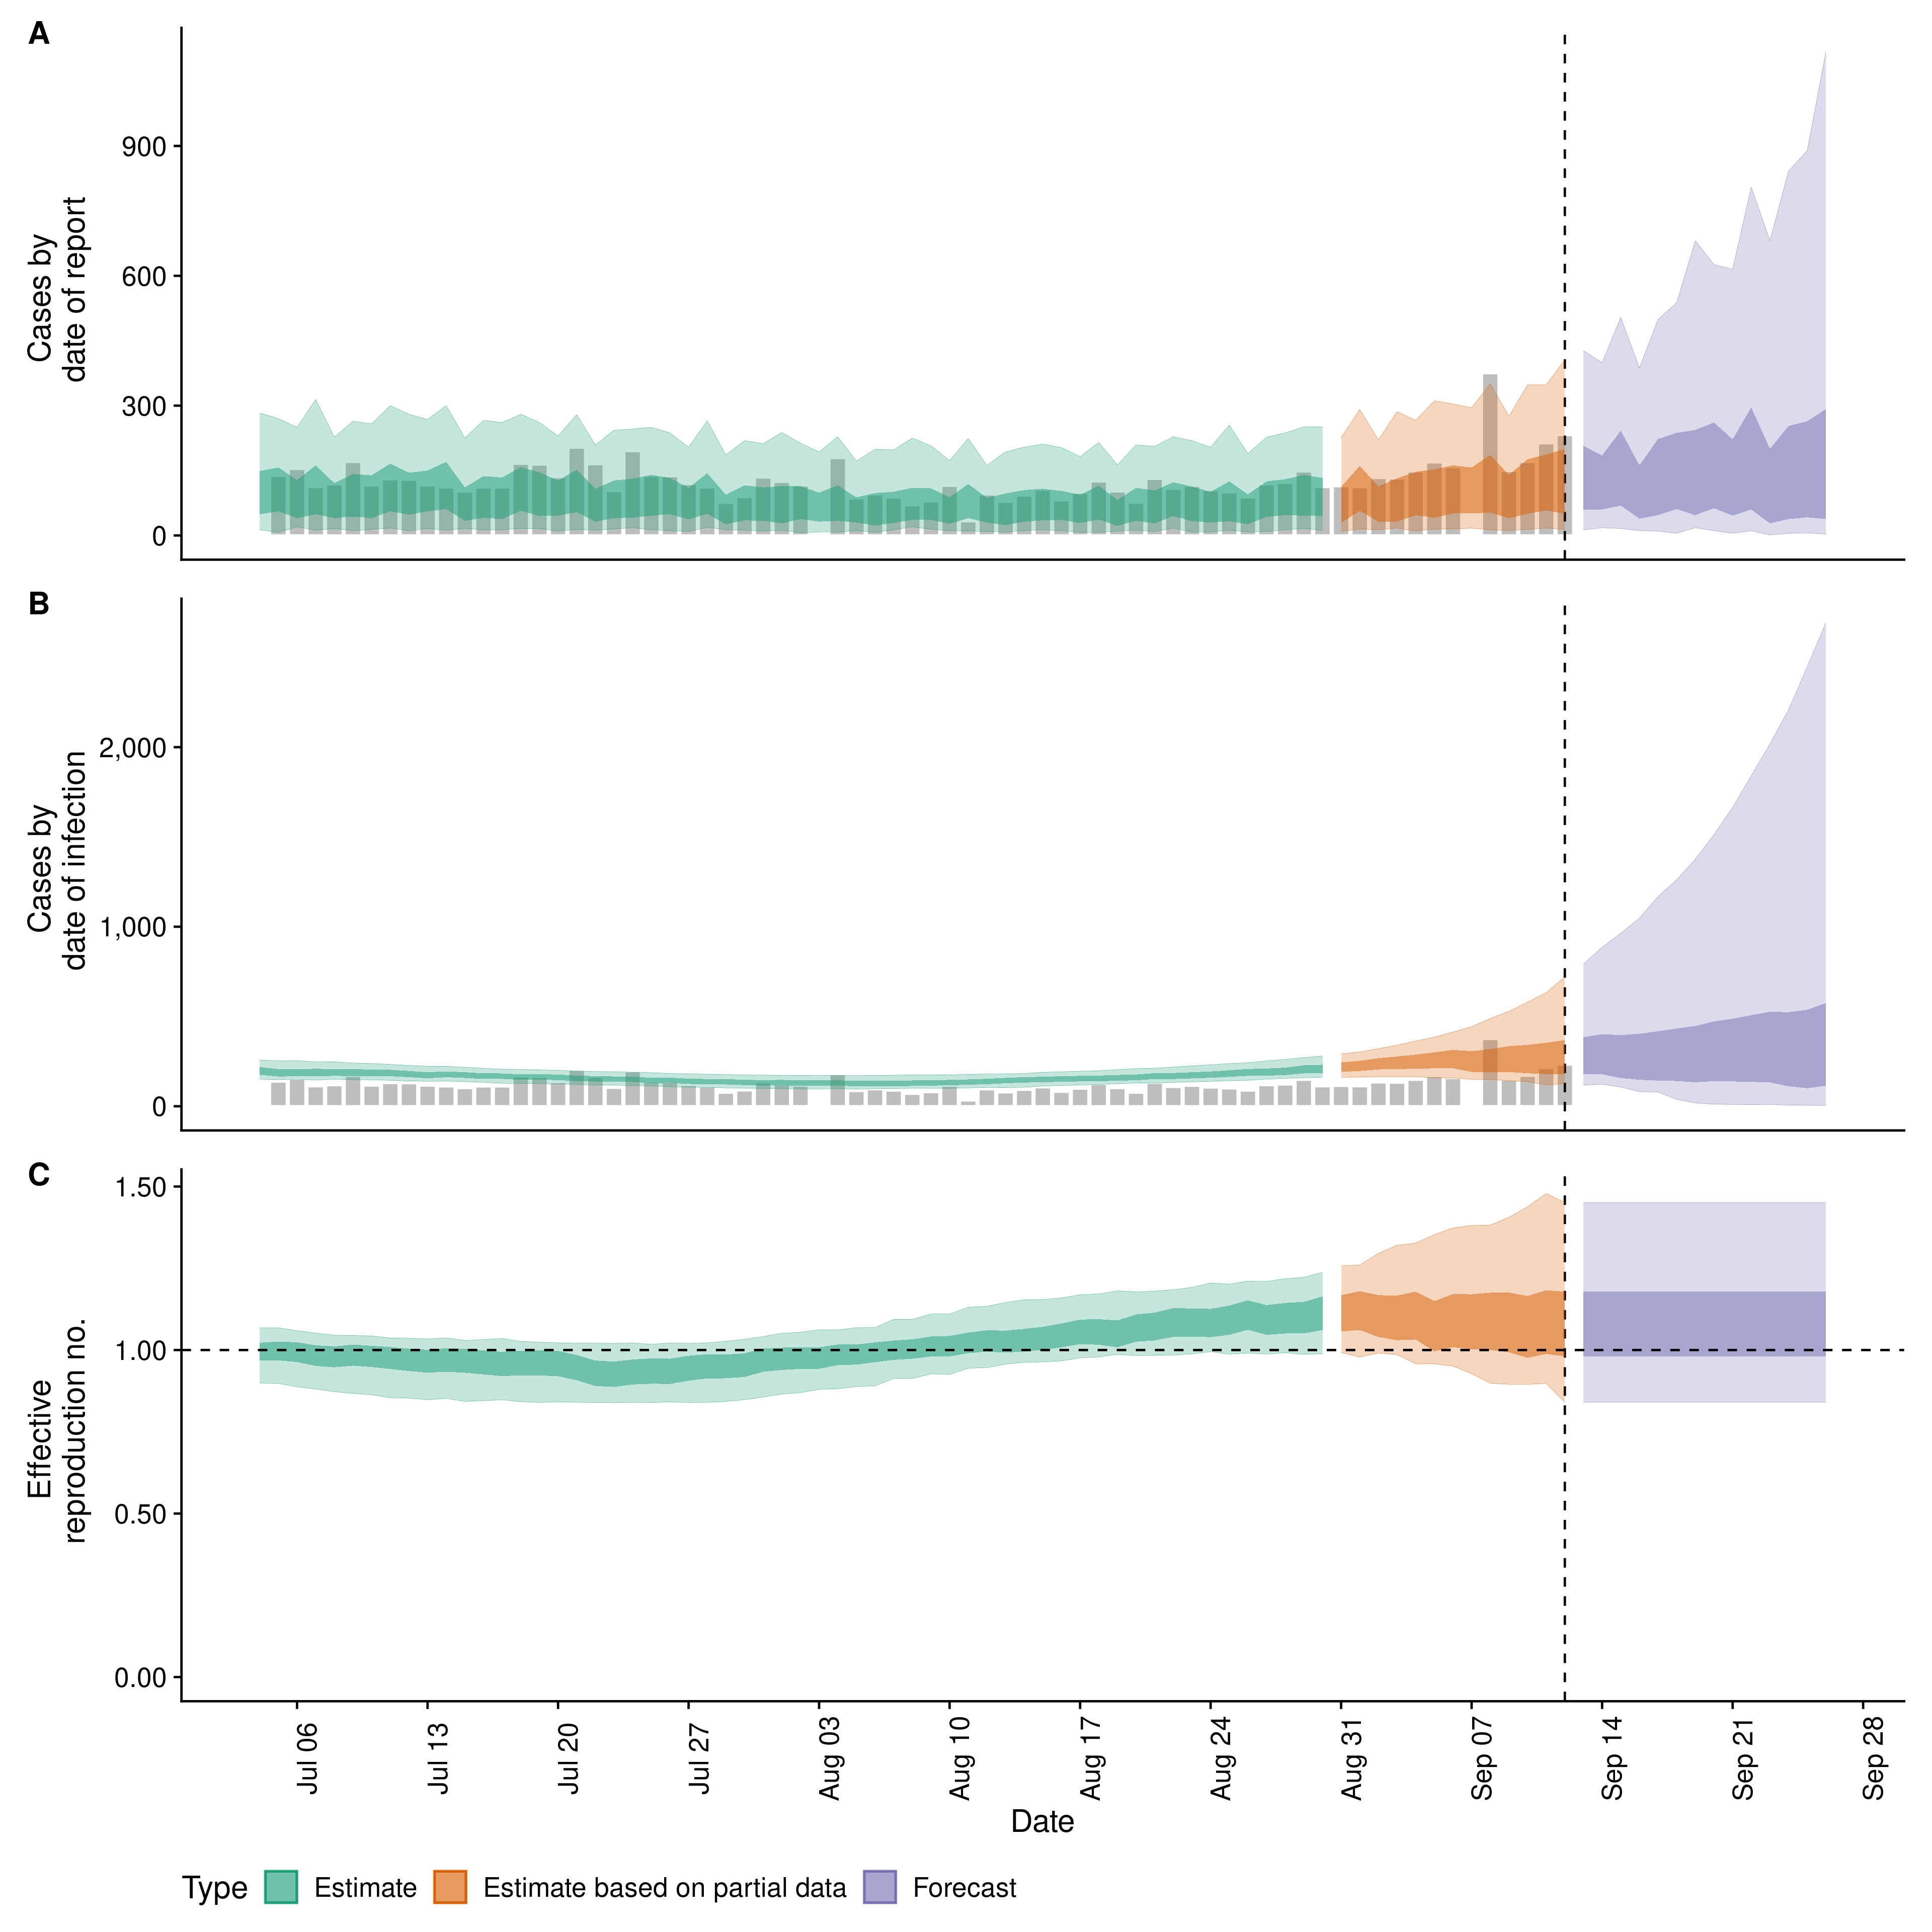 A
900
600
300
0
Cases by
date of report
B
2,000
1,000
0
Cases by
date of infection
C
1.50
1.00
0.50
0.00
Effective
reproduction no.
Jul 06
Jul 13
Jul 20
Jul 27
Aug 03
Aug 10
Aug 17
Aug 24
Aug 31
Sep 07
Sep 14
Sep 21
Sep 28
Date
Type Estimate Estimate based on partial data Forecast